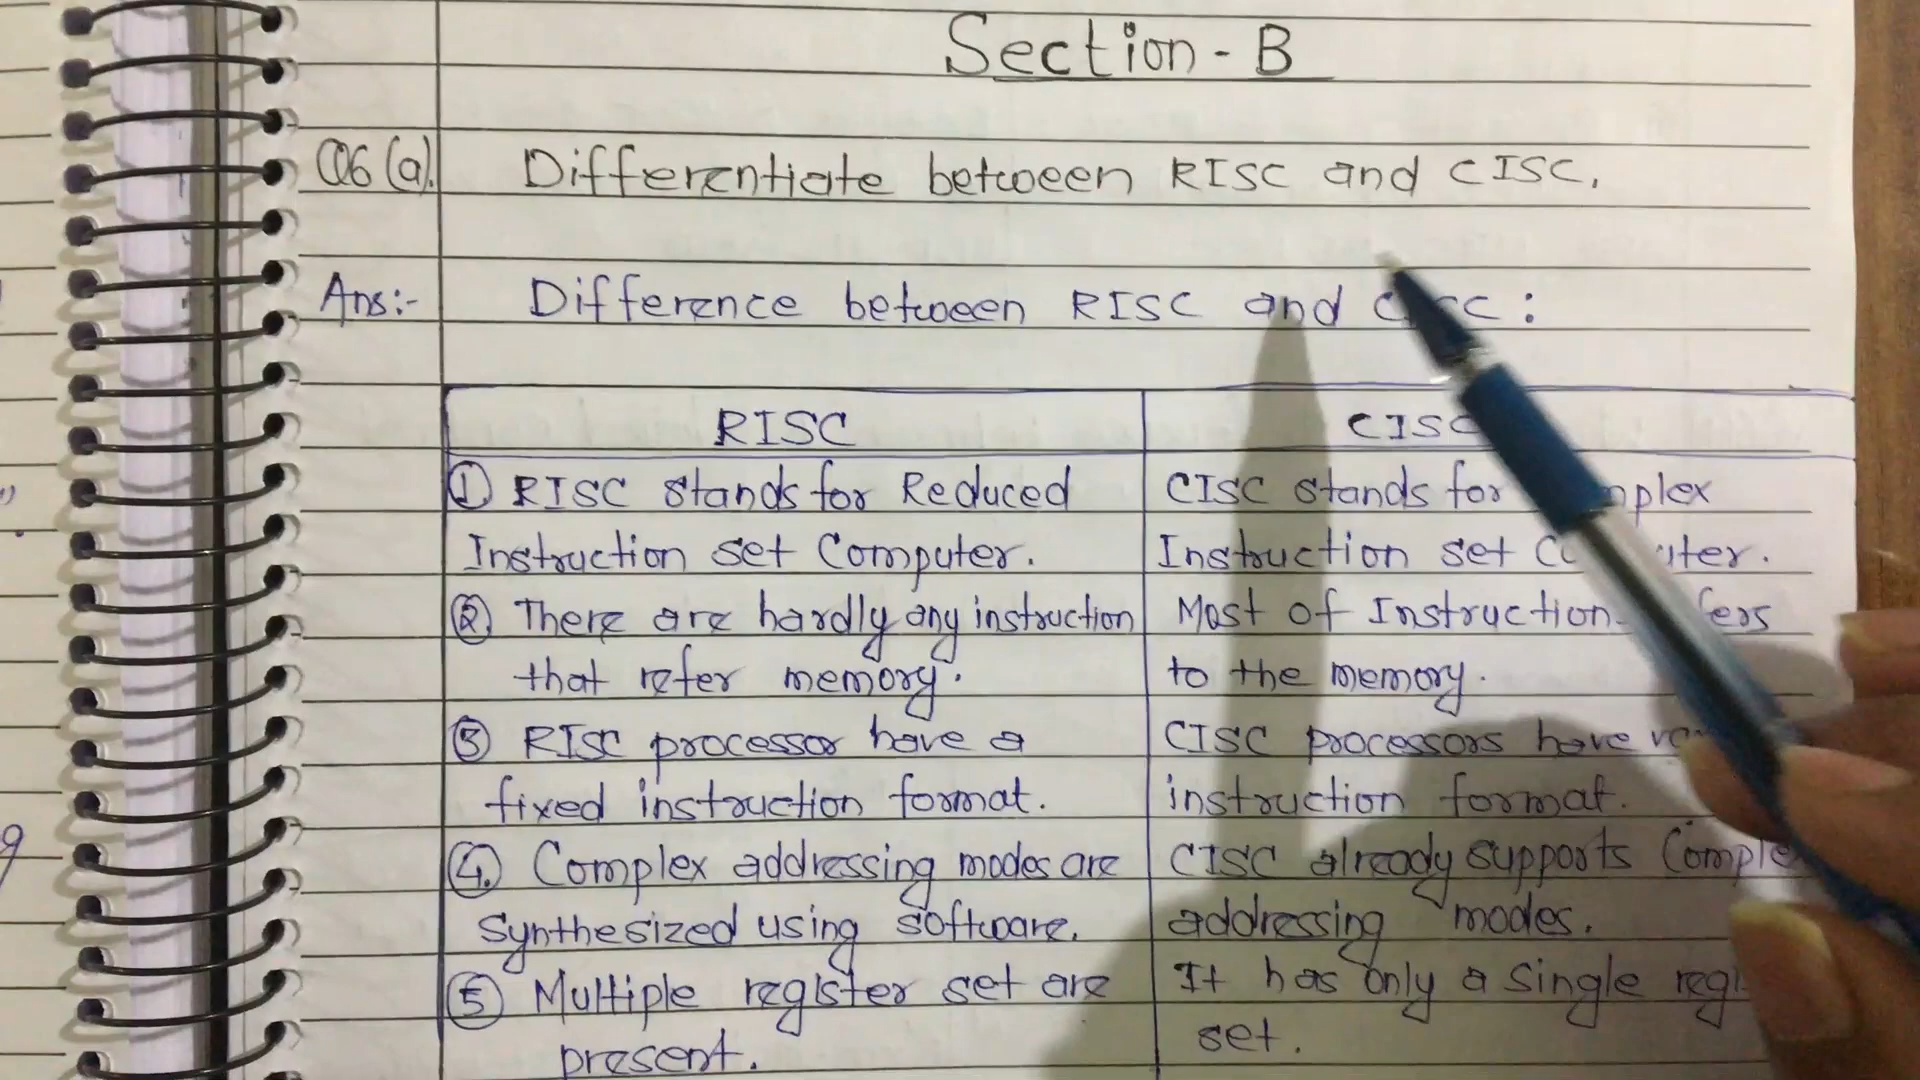 Section - B
Q6 (a). Differentiate between RISC and CISC.
Ans:- Difference between RISC and :
RISC
CISC
① RISC stands for Reduced
Instruction set Computer.
CISC stands for
Instruction set
② There are hardly any instruction
that refer memory.
Most of Instruction
to the memory.
③ RISC processor have a
fixed instruction format.
CISC processors have
instruction format.
④. Complex addressing modes are
synthesized using software.
CISC already supports
addressing modes.
⑤ Multiple register set are
present.
It has only a single
set.